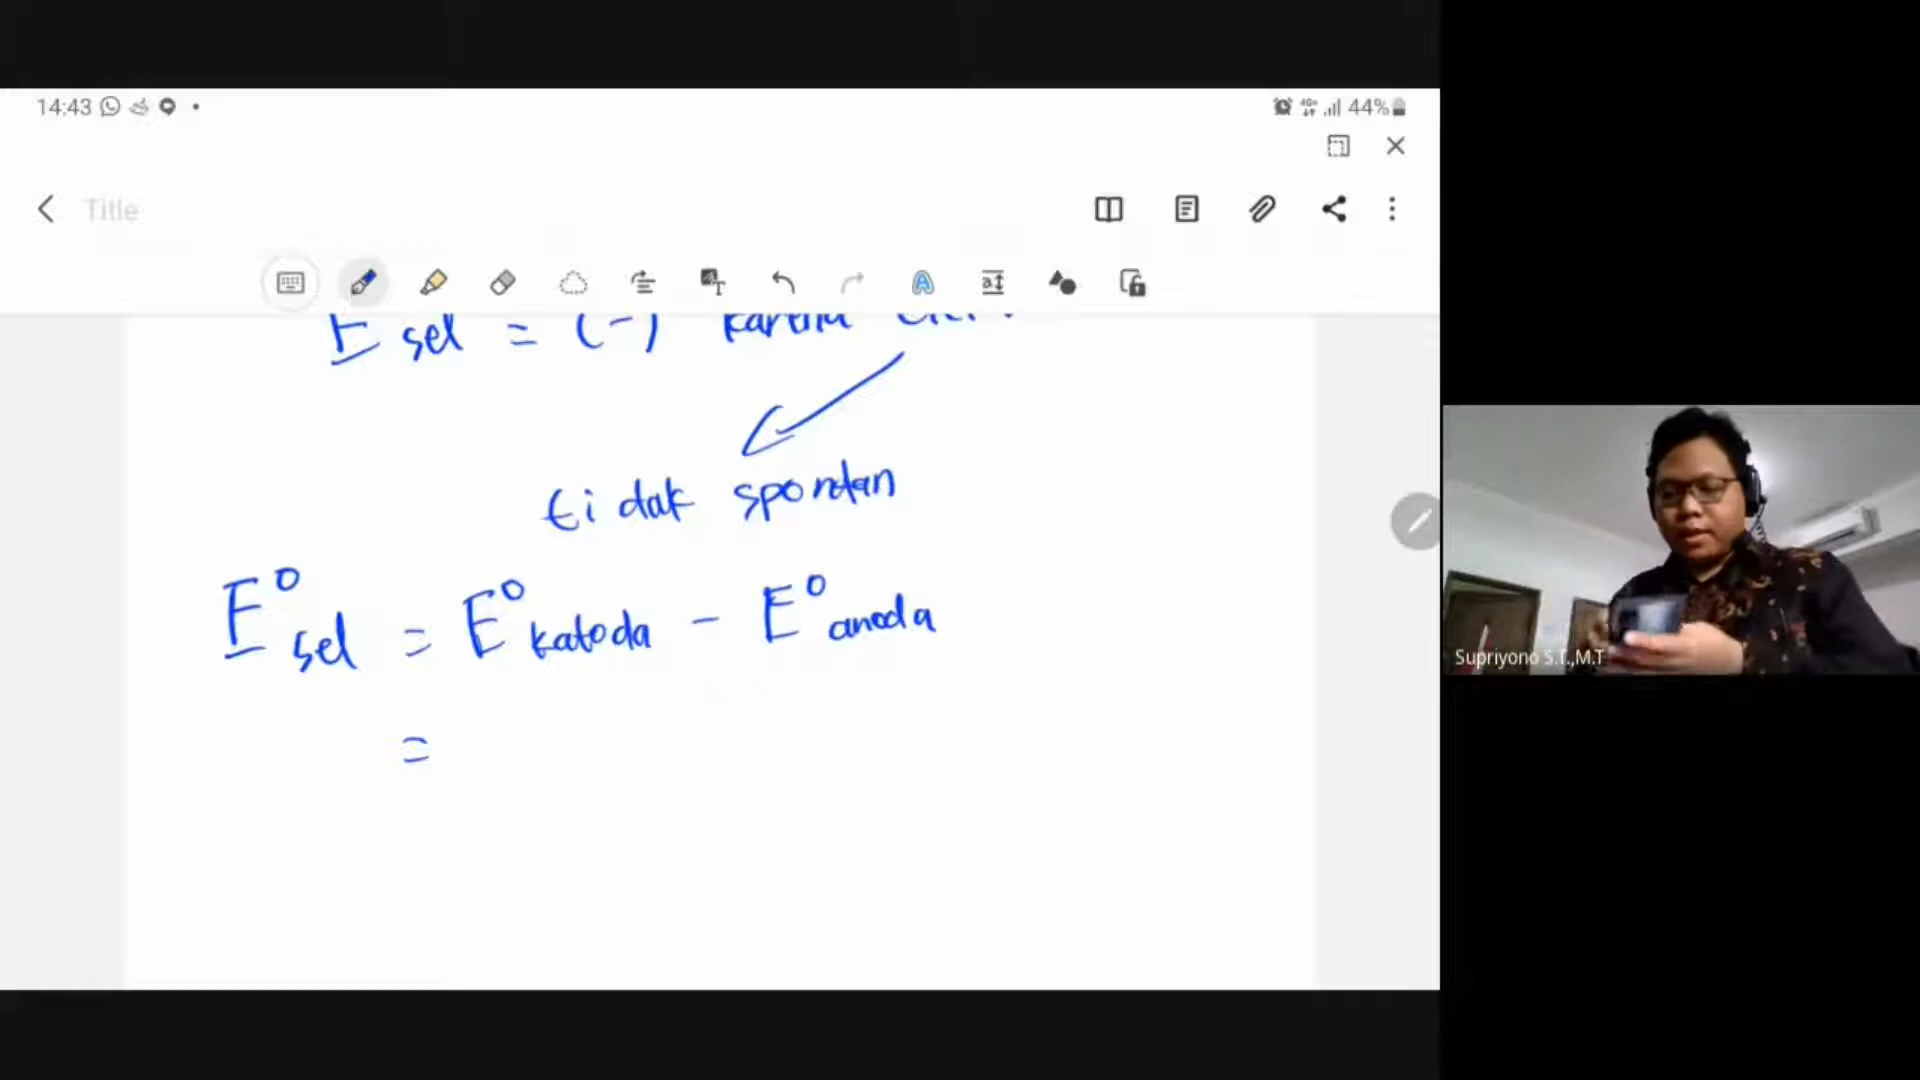 14:43
44%
Title
E sel = (-) karena
tidak spontan
E° sel = E° katoda - E° anoda
=
Supriyono S.T.,M.T